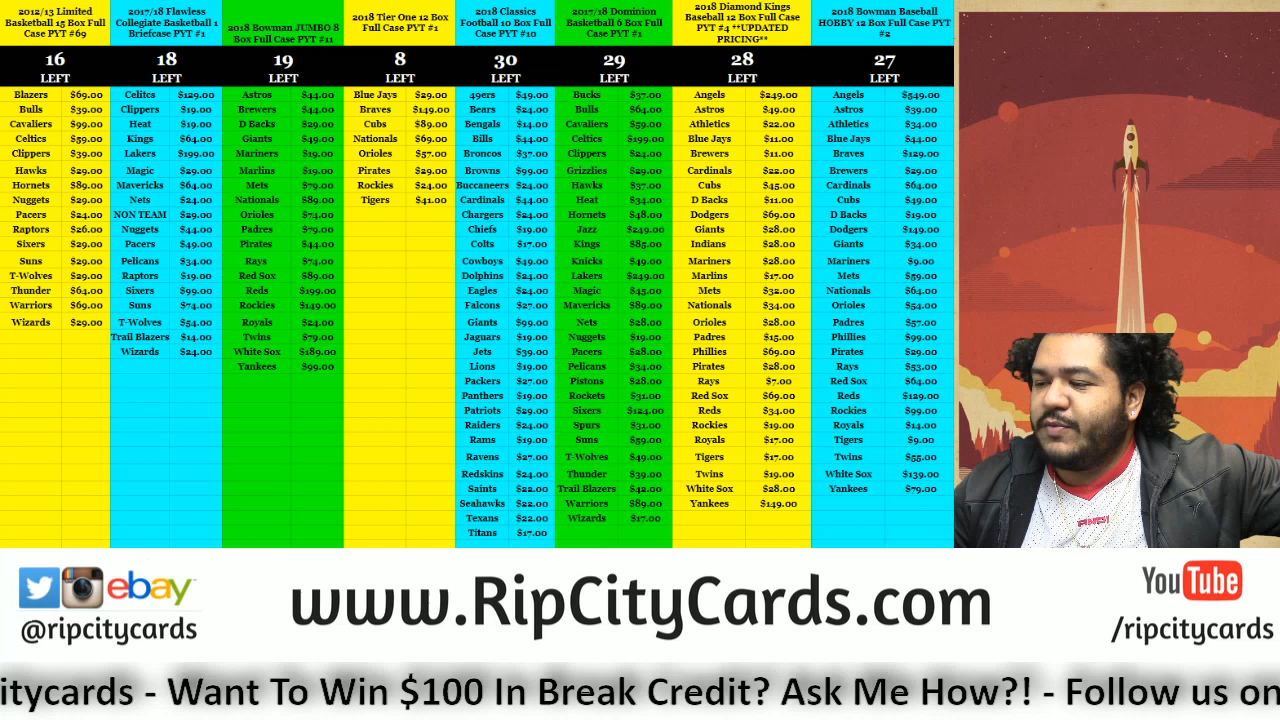 2012/13 Limited
Basketball 15 Box Full
Case PYT #69
16
LEFT
Blazers $69.00
Bulls $39.00
Cavaliers $99.00
Celtics $59.00
Clippers $39.00
Hawks $29.00
Hornets $89.00
Nuggets $29.00
Pacers $24.00
Raptors $26.00
Sixers $29.00
Suns $29.00
T-Wolves $29.00
Thunder $64.00
Warriors $69.00
Wizards $29.00
2017/18 Flawless
Collegiate Basketball 1
Briefcase PYT #1
18
LEFT
Celitcs $129.00
Clippers $19.00
Heat $19.00
Kings $64.00
Lakers $199.00
Magic $29.00
Mavericks $64.00
Nets $24.00
NON TEAM $29.00
Nuggets $44.00
Pacers $49.00
Pelicans $34.00
Raptors $19.00
Sixers $99.00
Suns $74.00
T-Wolves $54.00
Trail Blazers $14.00
Wizards $24.00
2018 Bowman JUMBO 8
Box Full Case PYT #11
19
LEFT
Astros $44.00
Brewers $44.00
D Backs $29.00
Giants $49.00
Mariners $19.00
Marlins $19.00
Mets $79.00
Nationals $89.00
Orioles $74.00
Padres $79.00
Pirates $44.00
Rays $74.00
Red Sox $89.00
Reds $199.00
Rockies $149.00
Royals $24.00
Twins $79.00
White Sox $189.00
Yankees $99.00
2018 Tier One 12 Box
Full Case PYT #1
8
LEFT
Blue Jays $29.00
Braves $149.00
Cubs $89.00
Nationals $69.00
Orioles $57.00
Pirates $29.00
Rockies $24.00
Tigers $41.00
2018 Classics
Football 10 Box Full
Case PYT #10
30
LEFT
49ers $49.00
Bears $24.00
Bengals $14.00
Bills $44.00
Broncos $37.00
Browns $99.00
Buccaneers $24.00
Cardinals $44.00
Chargers $24.00
Chiefs $19.00
Colts $17.00
Cowboys $49.00
Dolphins $24.00
Eagles $24.00
Falcons $27.00
Giants $99.00
Jaguars $19.00
Jets $39.00
Lions $19.00
Packers $27.00
Panthers $19.00
Patriots $29.00
Raiders $24.00
Rams $19.00
Ravens $27.00
Redskins $24.00
Saints $22.00
Seahawks $22.00
Texans $22.00
Titans $17.00
2017/18 Dominion
Basketball 6 Box Full
Case PYT #1
29
LEFT
Bucks $37.00
Bulls $64.00
Cavaliers $59.00
Celtics $199.00
Clippers $24.00
Grizzlies $29.00
Hawks $37.00
Heat $34.00
Hornets $48.00
Jazz $249.00
Kings $85.00
Knicks $49.00
Lakers $249.00
Magic $45.00
Mavericks $89.00
Nets $28.00
Nuggets $19.00
Pacers $28.00
Pelicans $34.00
Pistons $28.00
Rockets $31.00
Sixers $124.00
Spurs $31.00
Suns $59.00
T-Wolves $49.00
Thunder $39.00
Trail Blazers $42.00
Warriors $89.00
Wizards $17.00
2018 Diamond Kings
Baseball 12 Box Full Case
PYT #4 **UPDATED
PRICING**
28
LEFT
Angels $249.00
Astros $49.00
Athletics $22.00
Blue Jays $11.00
Brewers $11.00
Cardinals $22.00
Cubs $45.00
D Backs $11.00
Dodgers $69.00
Giants $28.00
Indians $28.00
Mariners $28.00
Marlins $17.00
Mets $32.00
Nationals $34.00
Orioles $28.00
Padres $15.00
Phillies $69.00
Pirates $28.00
Rays $7.00
Red Sox $69.00
Reds $34.00
Rockies $19.00
Royals $17.00
Tigers $17.00
Twins $19.00
White Sox $28.00
Yankees $149.00
2018 Bowman Baseball
HOBBY 12 Box Full Case PYT
#2
27
LEFT
Angels $549.00
Astros $39.00
Athletics $34.00
Blue Jays $44.00
Braves $129.00
Brewers $29.00
Cardinals $64.00
Cubs $49.00
D Backs $19.00
Dodgers $149.00
Giants $34.00
Mariners $9.00
Mets $59.00
Nationals $64.00
Orioles $54.00
Padres $57.00
Phillies $99.00
Pirates $29.00
Rays $53.00
Red Sox $64.00
Reds $129.00
Rockies $99.00
Royals $14.00
Tigers $9.00
Twins $55.00
White Sox $139.00
Yankees $79.00
ebay
@ripcitycards
www.RipCityCards.com
YouTube
/ripcitycards
itycards - Want To Win $100 In Break Credit? Ask Me How?! - Follow us on